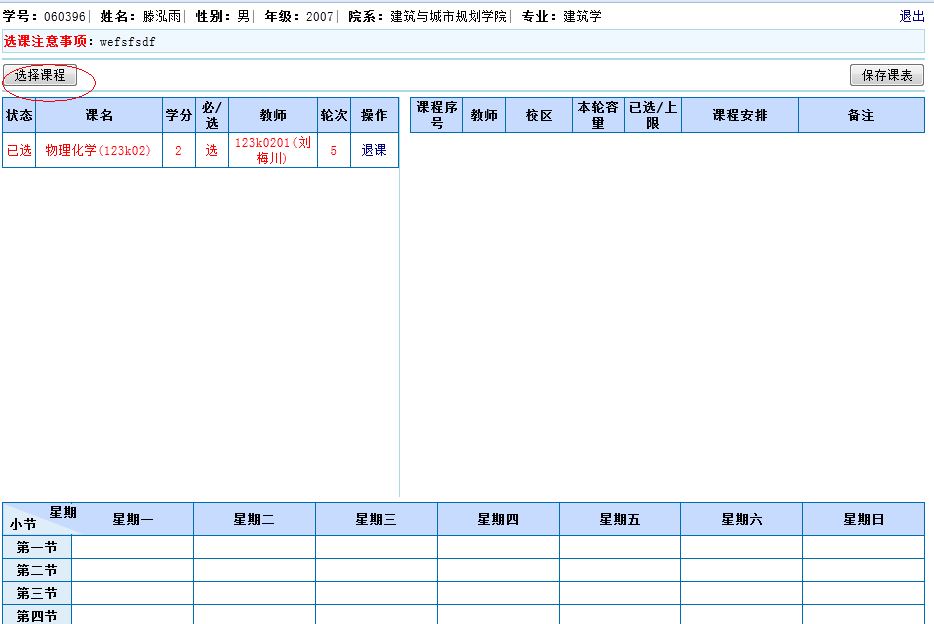 学号：060396| 姓名：滕泓雨| 性别：男| 年级：2007| 院系：建筑与城市规划学院| 专业：建筑学 退出
选课注意事项：wefsfsdf
选择课程 保存课表
状态 课名 学分 必/选 教师 轮次 操作
已选 物理化学(123k02) 2 选 123k0201(刘梅川) 5 退课
课程序号 教师 校区 本轮容量 已选/上限 课程安排 备注
星期 小节 星期一 星期二 星期三 星期四 星期五 星期六 星期日
第一节
第二节
第三节
第四节